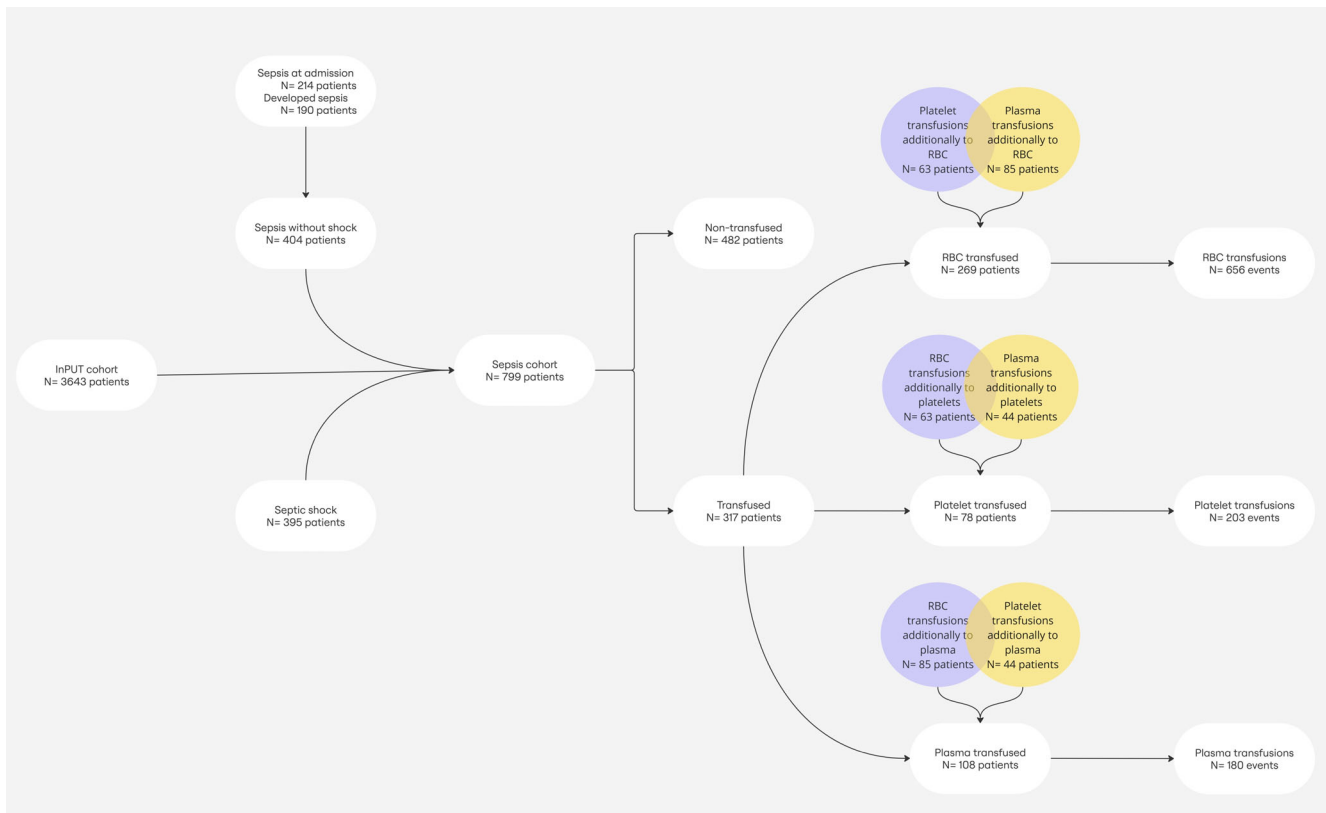 Sepsis at admission
N= 214 patients
Developed sepsis
N= 190 patients
Sepsis without shock
N= 404 patients
InPUT cohort
N= 3643 patients
Septic shock
N= 395 patients
Sepsis cohort
N= 799 patients
Non-transfused
N= 482 patients
Transfused
N= 317 patients
Platelet
transfusions
additionally to
RBC
N= 63 patients
Plasma
transfusions
additionally to
RBC
N= 85 patients
RBC transfused
N= 269 patients
RBC transfusions
N= 656 events
RBC
transfusions
additionally to
platelets
N= 63 patients
Plasma
transfusions
additionally to
platelets
N= 44 patients
Platelet transfused
N= 78 patients
Platelet transfusions
N= 203 events
RBC
transfusions
additionally to
plasma
N= 85 patients
Platelet
transfusions
additionally to
plasma
N= 44 patients
Plasma transfused
N= 108 patients
Plasma transfusions
N= 180 events